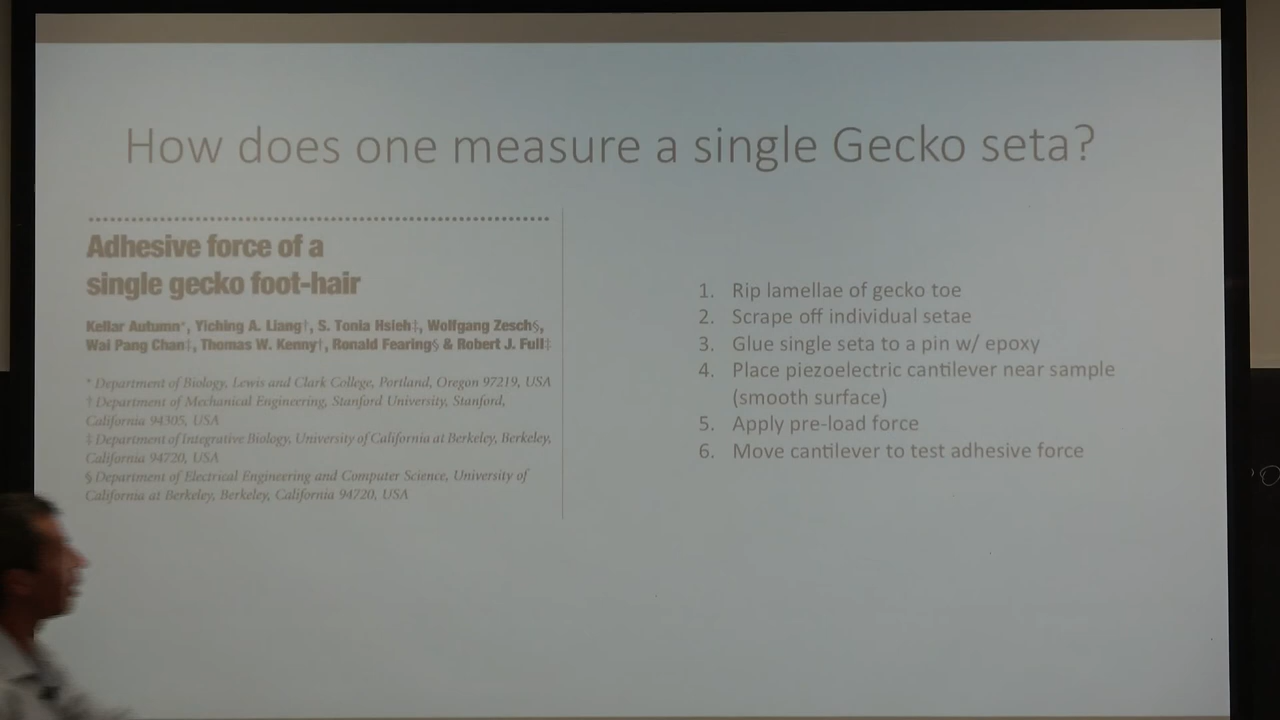 How does one measure a single Gecko seta?
Adhesive force of a
single gecko foot-hair
Kellar Autumn*, Yiching A. Liang†, S. Tonia Hsieh‡, Wolfgang Zesch§,
Wai Pang Chan‡, Thomas W. Kenny†, Ronald Fearing§ & Robert J. Full‡
* Department of Biology, Lewis and Clark College, Portland, Oregon 97219, USA
† Department of Mechanical Engineering, Stanford University, Stanford,
California 94305, USA
‡ Department of Integrative Biology, University of California at Berkeley, Berkeley,
California 94720, USA
§ Department of Electrical Engineering and Computer Science, University of
California at Berkeley, Berkeley, California 94720, USA
1. Rip lamellae of gecko toe
2. Scrape off individual setae
3. Glue single seta to a pin w/ epoxy
4. Place piezoelectric cantilever near sample
(smooth surface)
5. Apply pre-load force
6. Move cantilever to test adhesive force